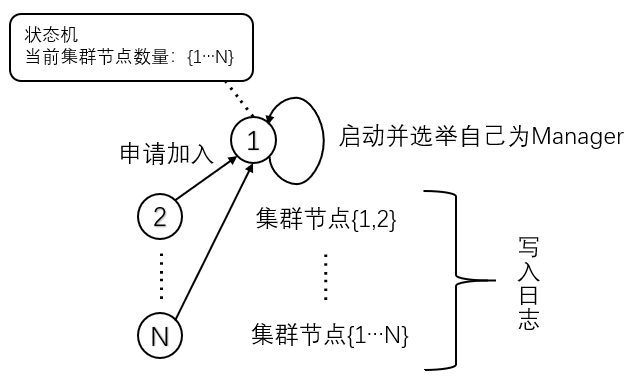 状态机
当前集群节点数量：{1···N}
1
启动并选举自己为Manager
申请加入
2
集群节点{1,2}
写入日志
N
集群节点{1···N}